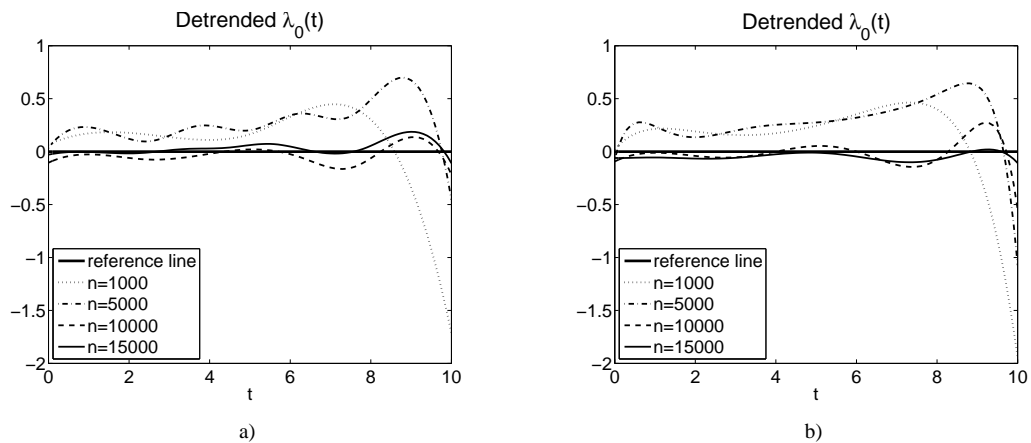 Detrended λ0(t)
1
0.5
0
−0.5
−1
−1.5
−2
0 2 4 6 8 10
t
reference line
n=1000
n=5000
n=10000
n=15000
a)
Detrended λ0(t)
1
0.5
0
−0.5
−1
−1.5
−2
0 2 4 6 8 10
t
reference line
n=1000
n=5000
n=10000
n=15000
b)